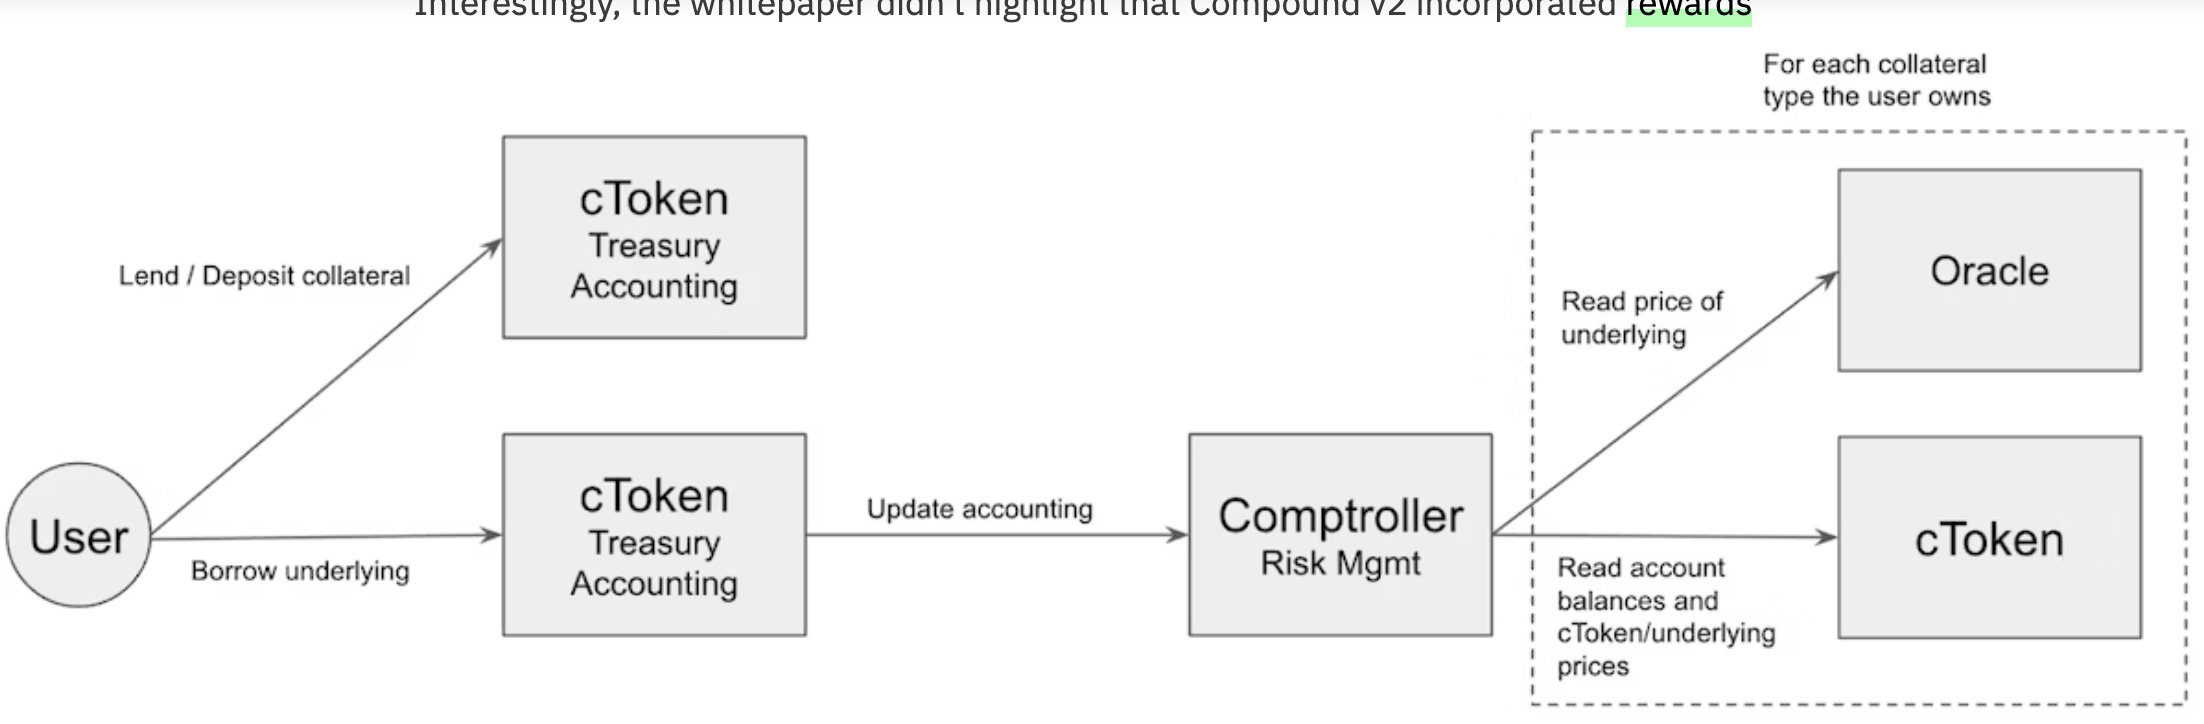 Interestingly, the whitepaper didn't highlight that Compound v2 incorporated rewards
For each collateral
type the user owns
cToken
Treasury
Accounting
Lend / Deposit collateral
Oracle
Read price of
underlying
User
Borrow underlying
cToken
Treasury
Accounting
Update accounting
Comptroller
Risk Mgmt
cToken
Read account
balances and
cToken/underlying
prices